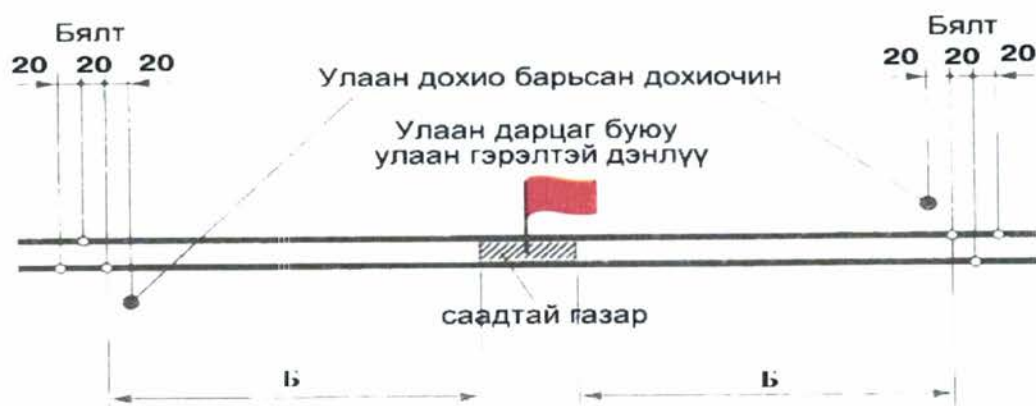 Бялт
20 20 20
Бялт
20 20 20
Улаан дохио барьсан дохиочин
Улаан дарцаг буюу
улаан гэрэлтэй дэнлүү
саадтай газар
Б
Б